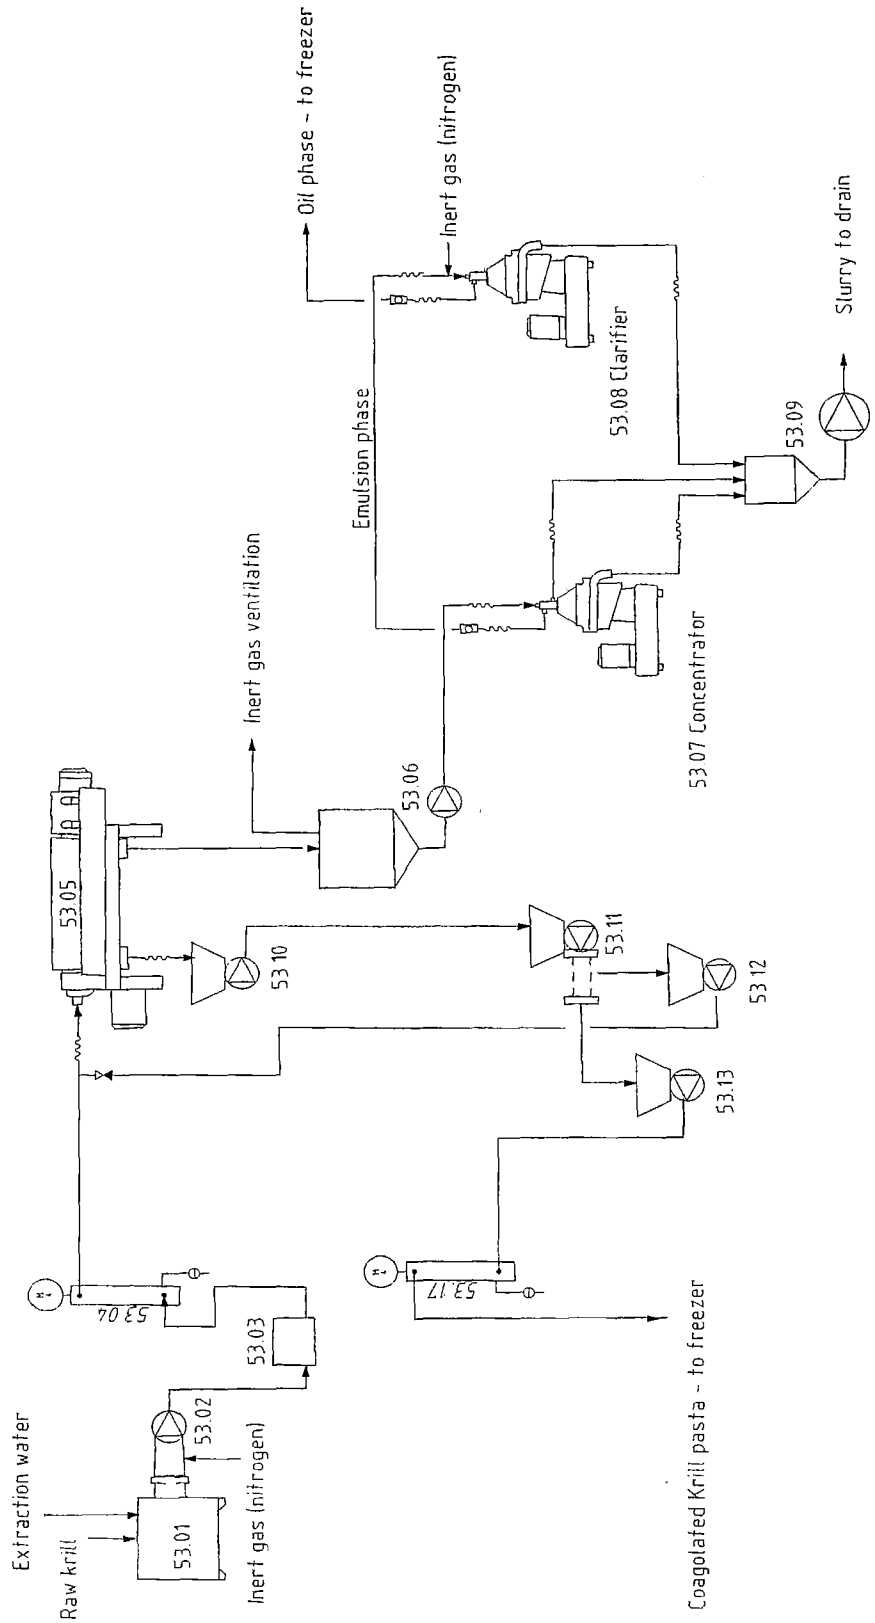 Extraction water
Raw krill
53.01
Inert gas (nitrogen)
53.02
53.03
53.04
M
53.05
53.10
Inert gas ventilation
53.06
53.11
53.12
53.13
M
53.17
Coagolated Krill pasta - to freezer
Emulsion phase
53.07 Concentrator
Oil phase - to freezer
Inert gas (nitrogen)
53.08 Clarifier
53.09
Slurry to drain